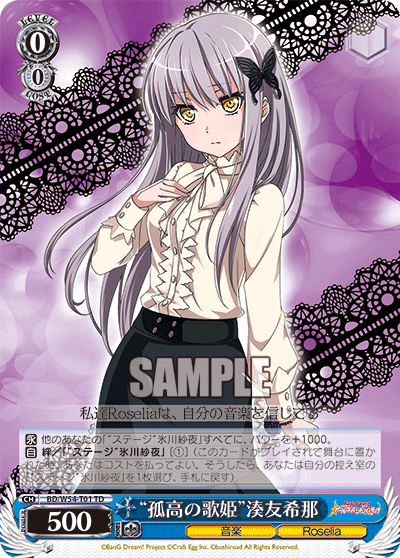 LEVEL
0
0
COST
SAMPLE
私達Roseliaは、自分の音楽を信じてる
永 他のあなたの「“ステージ”氷川紗夜」すべてに、パワーを＋1000。
自 絆／「“ステージ”氷川紗夜」［⑴］（このカードがプレイされて舞台に置かれた時、あなたはコストを払ってよい。そうしたら、あなたは自分の控え室の「“ステージ”氷川紗夜」を1枚選び、手札に戻す）
CH BD/WS4-T01 TD
500
“孤高の歌姫”湊友希那
音楽 Roselia
©BanG Dream! Project ©Craft Egg Inc. ©bushiroad All Rights Reserved.